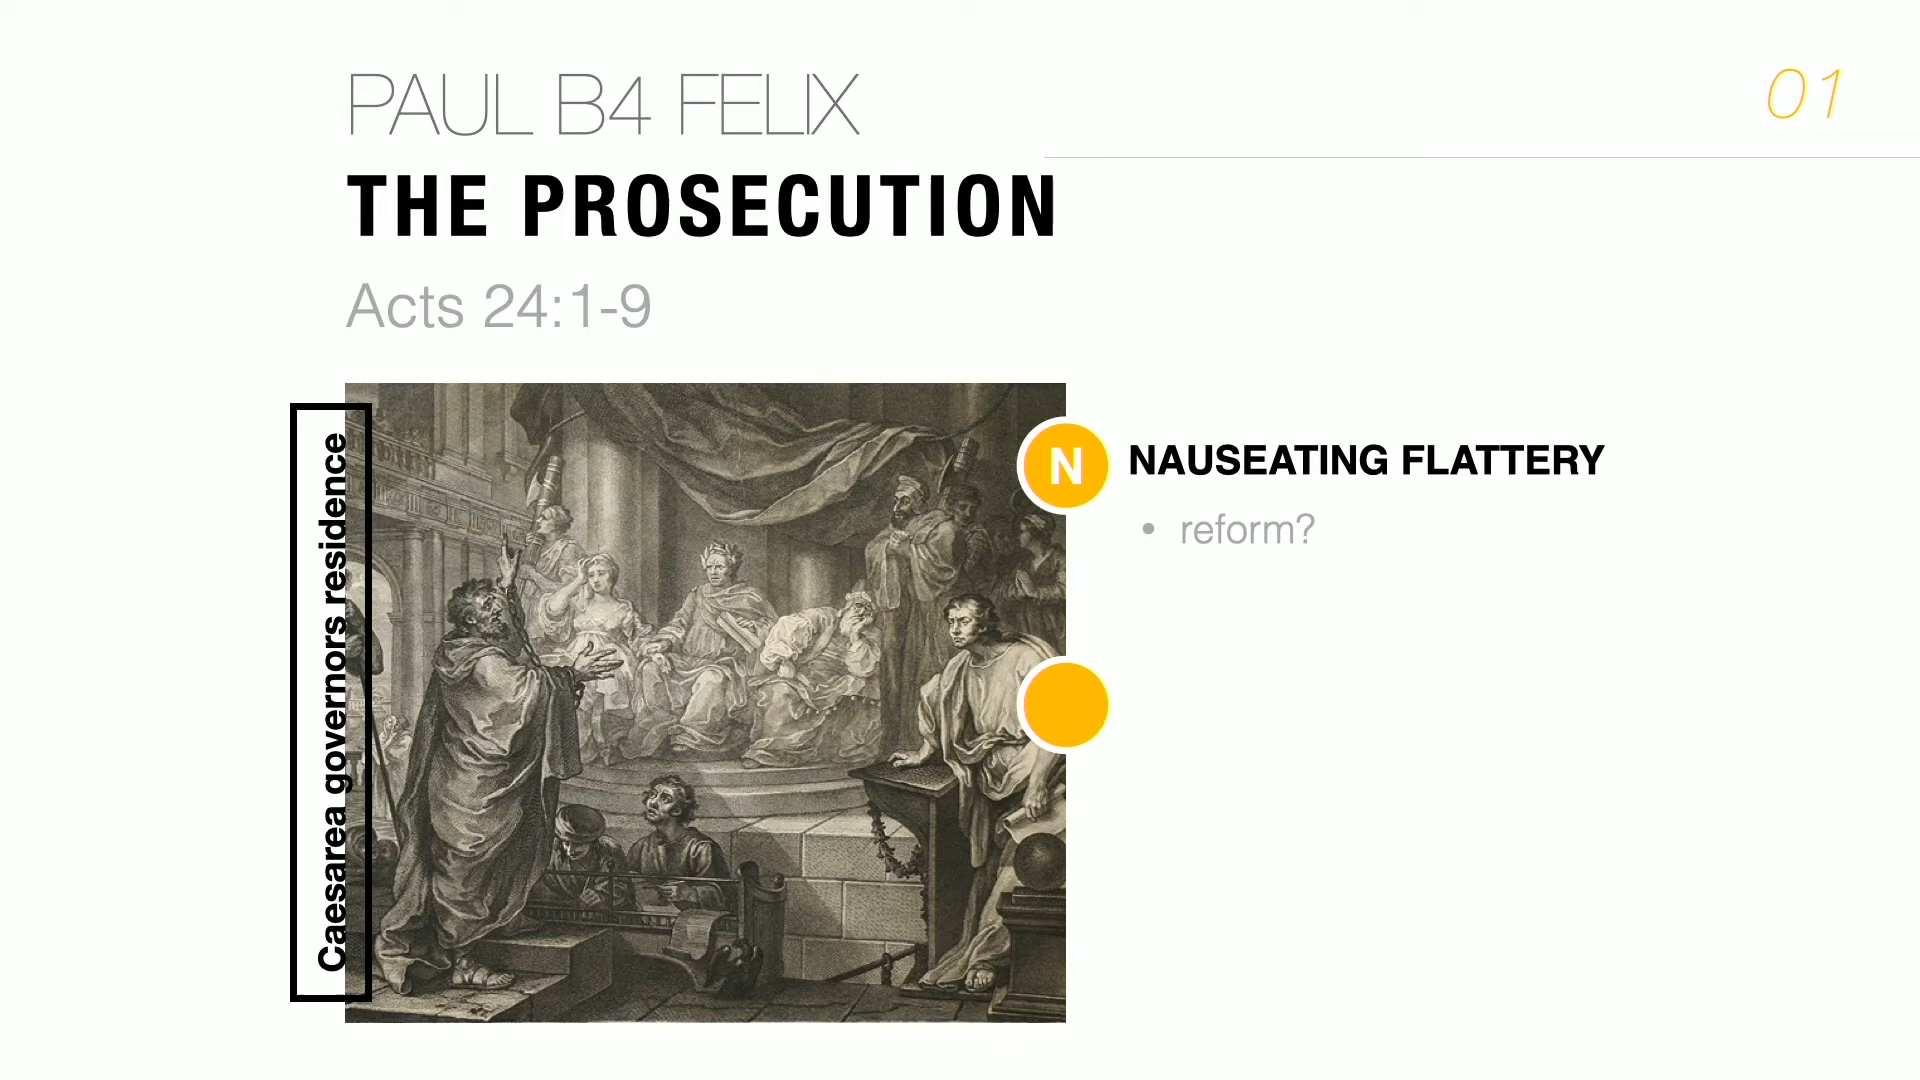 PAUL B4 FELIX
01
THE PROSECUTION
Acts 24:1-9
Caesarea governors residence
N
NAUSEATING FLATTERY
• reform?